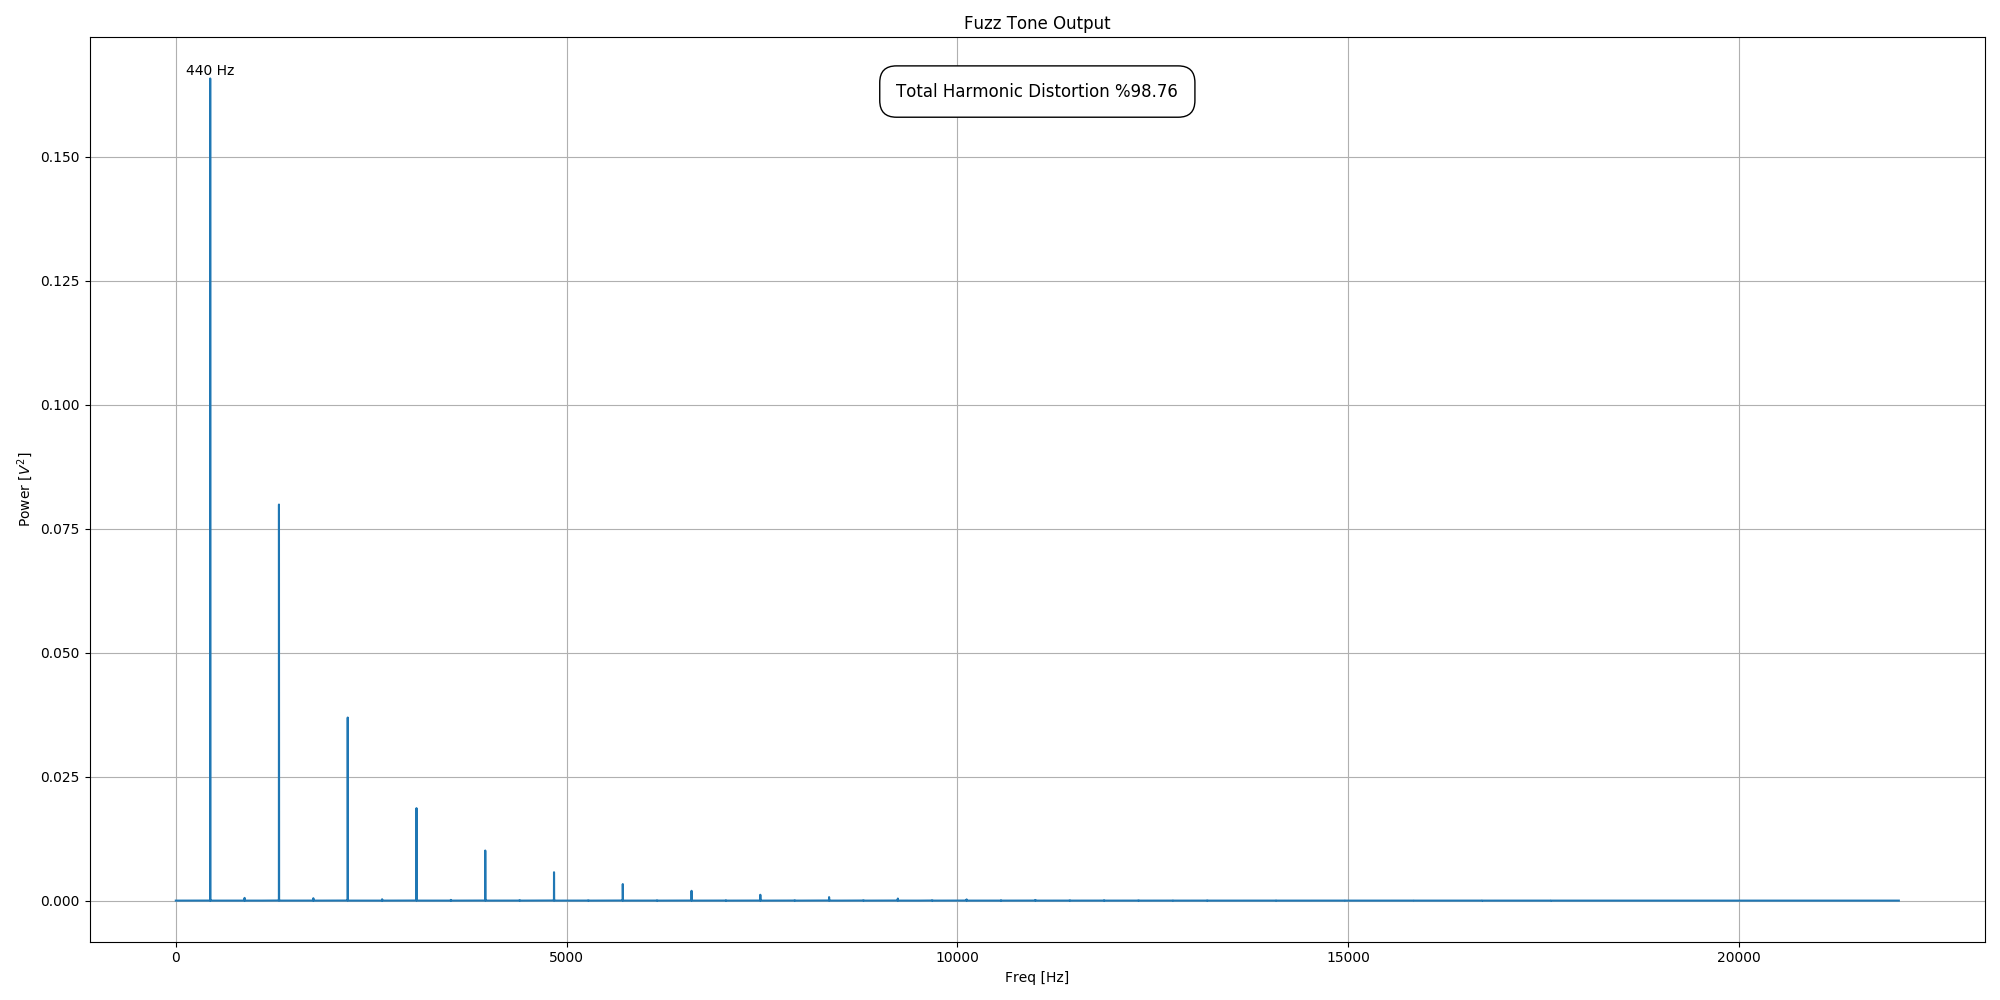 Fuzz Tone Output
440 Hz
Total Harmonic Distortion %98.76
0.150
0.125
0.100
0.075
0.050
0.025
0.000
Power [V²]
0
5000
10000
15000
20000
Freq [Hz]